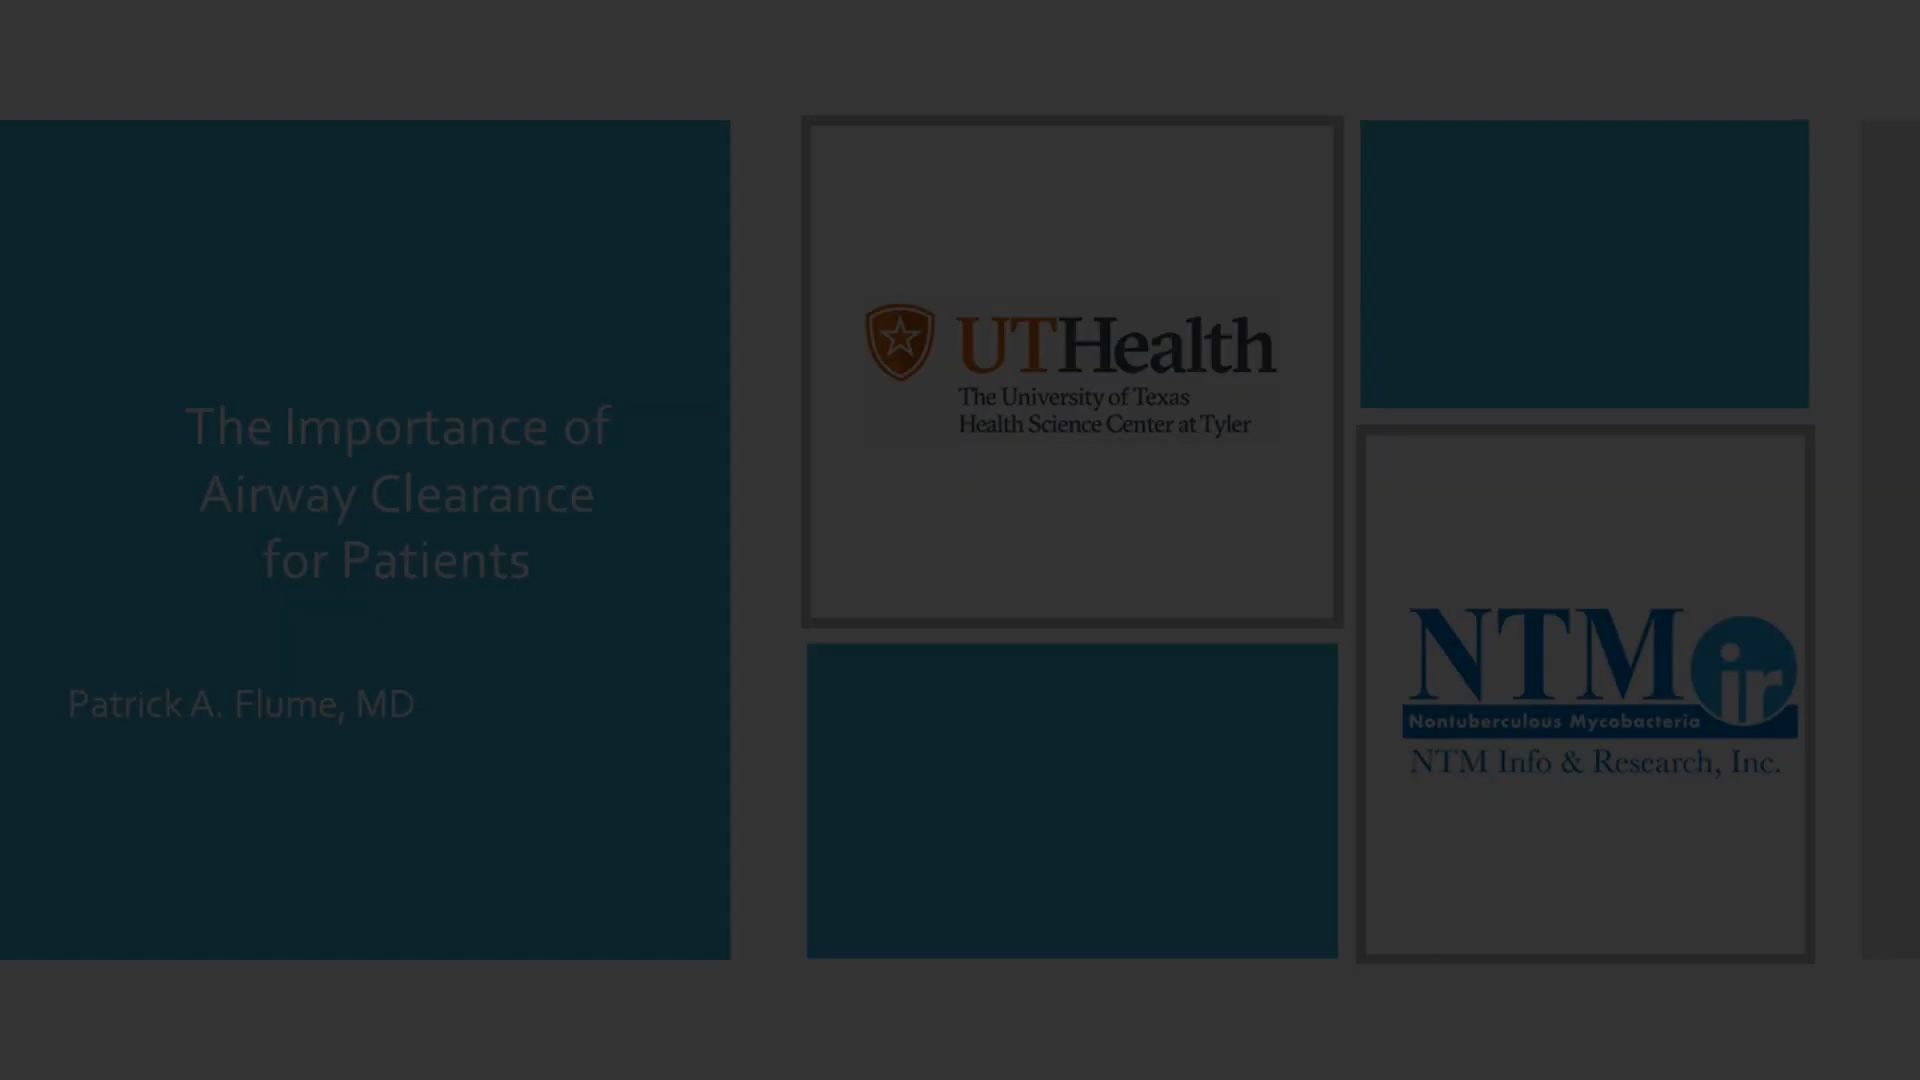 The Importance of
Airway Clearance
for Patients
Patrick A. Flume, MD
UTHealth
The University of Texas
Health Science Center at Tyler
NTM ir
Nontuberculous Mycobacteria
NTM Info & Research, Inc.